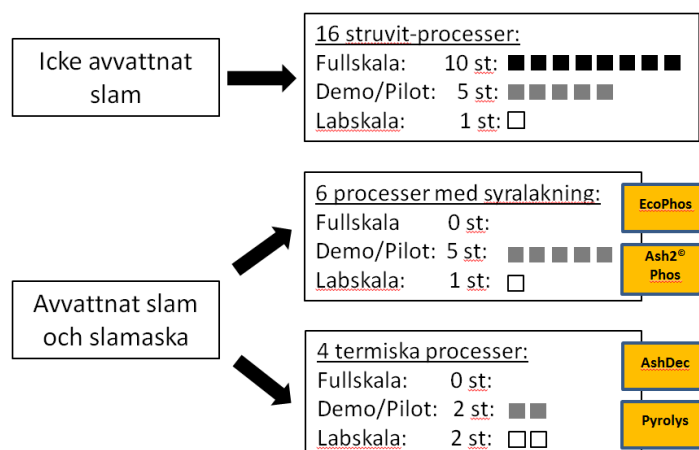 Icke avvattnat
slam
16 struvit-processer:
Fullskala: 10 st:
Demo/Pilot: 5 st:
Labskala: 1 st:
Avvattnat slam
och slamaska
6 processer med syralakning:
Fullskala 0 st:
Demo/Pilot: 5 st:
Labskala: 1 st:
EcoPhos
Ash2©
Phos
4 termiska processer:
Fullskala: 0 st:
Demo/Pilot: 2 st:
Labskala: 2 st:
AshDec
Pyrolys